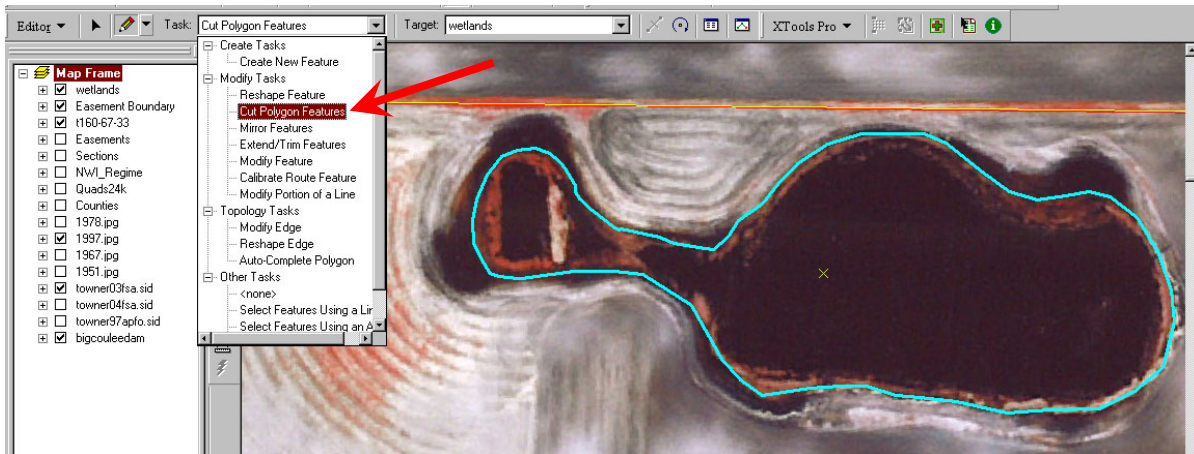 Editor Task: Cut Polygon Features Target: wetlands XTools Pro
Create Tasks
Create New Feature
Modify Tasks
Reshape Feature
Cut Polygon Features
Mirror Features
Extend/Trim Features
Modify Feature
Calibrate Route Feature
Modify Portion of a Line
Topology Tasks
Modify Edge
Reshape Edge
Auto-Complete Polygon
Other Tasks
<none>
Select Features Using a Lir
Select Features Using an A
Map Frame
wetlands
Easement Boundary
t160-67-33
Easements
Sections
NWI_Regime
Quads24k
Counties
1978.jpg
1997.jpg
1967.jpg
1951.jpg
towner03fsa.sid
towner04fsa.sid
towner97apfo.sid
bigcouleedam